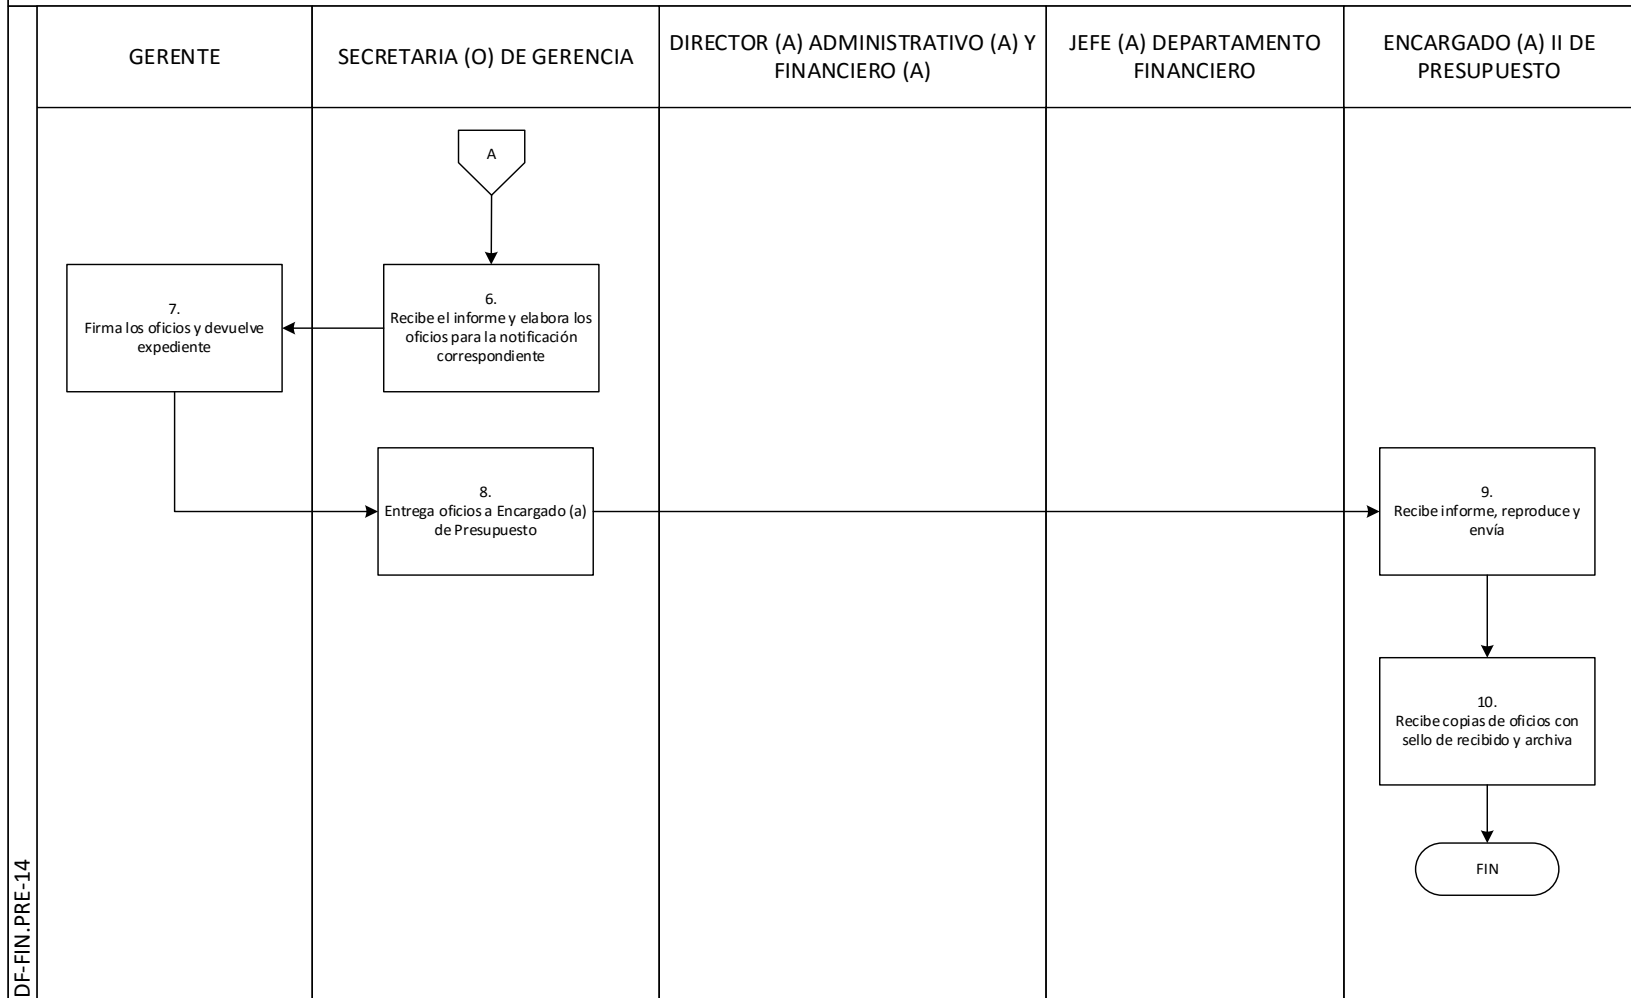 GERENTE
SECRETARIA (O) DE GERENCIA
DIRECTOR (A) ADMINISTRATIVO (A) Y
FINANCIERO (A)
JEFE (A) DEPARTAMENTO
FINANCIERO
ENCARGADO (A) II DE
PRESUPUESTO
A
7.
Firma los oficios y devuelve
expediente
6.
Recibe el informe y elabora los
oficios para la notificación
correspondiente
8.
Entrega oficios a Encargado (a)
de Presupuesto
9.
Recibe informe, reproduce y
envía
10.
Recibe copias de oficios con
sello de recibido y archiva
FIN
DF-FIN.PRE-14